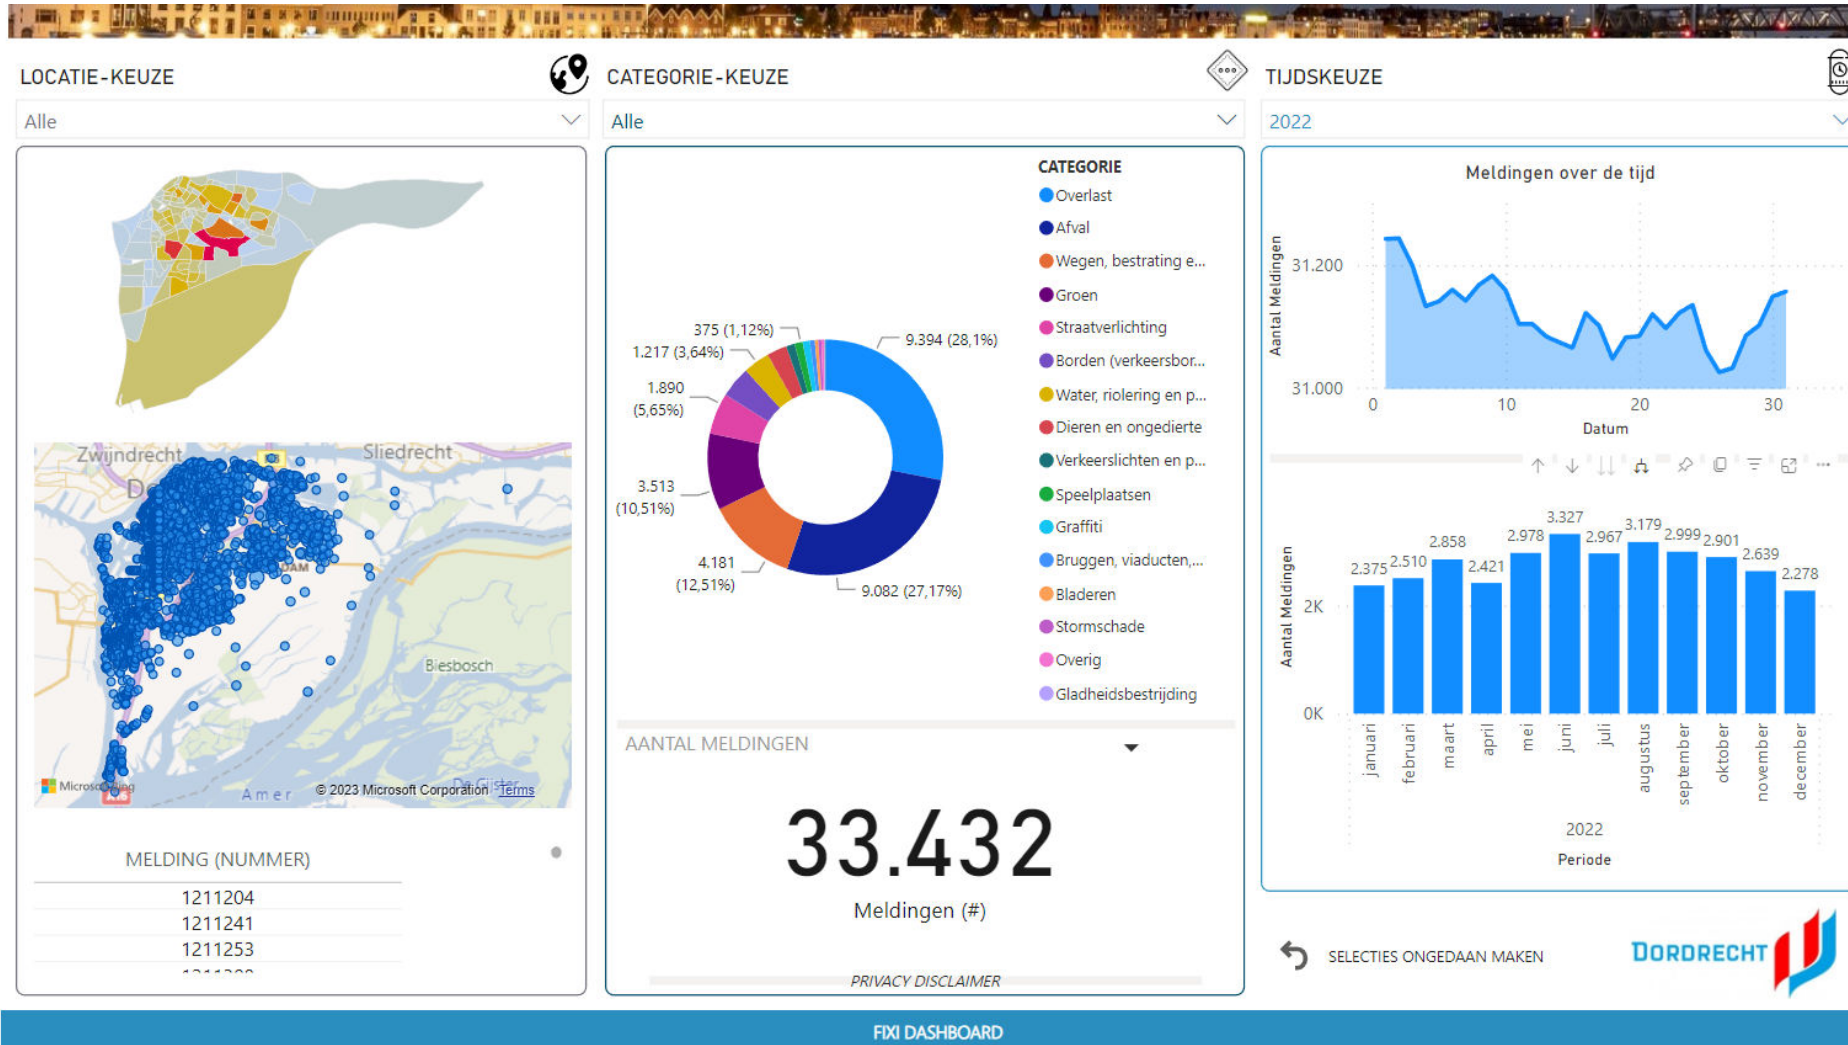 LOCATIE-KEUZE
Alle
Zwijndrecht
Sliedrecht
DAM
Biesbosch
Amer
© 2023 Microsoft Corporation
Terms
MELDING (NUMMER)
1211204
1211241
1211253
CATEGORIE-KEUZE
Alle
CATEGORIE
Overlast
Afval
Wegen, bestrating e...
Groen
Straatverlichting
Borden (verkeersbor...
Water, riolering en p...
Dieren en ongedierte
Verkeerslichten en p...
Speelplaatsen
Graffiti
Bruggen, viaducten,...
Bladeren
Stormschade
Overig
Gladheidsbestrijding
375 (1,12%)
1.217 (3,64%)
1.890
(5,65%)
3.513
(10,51%)
4.181
(12,51%)
9.082 (27,17%)
9.394 (28,1%)
AANTAL MELDINGEN
33.432
Meldingen (#)
PRIVACY DISCLAIMER
TIJDSKEUZE
2022
Meldingen over de tijd
Aantal Meldingen
31.200
31.000
0 10 20 30
Datum
Aantal Meldingen
2K
0K
2.375 2.510 2.858 2.421 2.978 3.327 2.967 3.179 2.999 2.901 2.639 2.278
januari februari maart april mei juni juli augustus september oktober november december
2022
Periode
SELECTIES ONGEDAAN MAKEN
DORDRECHT
FIXI DASHBOARD